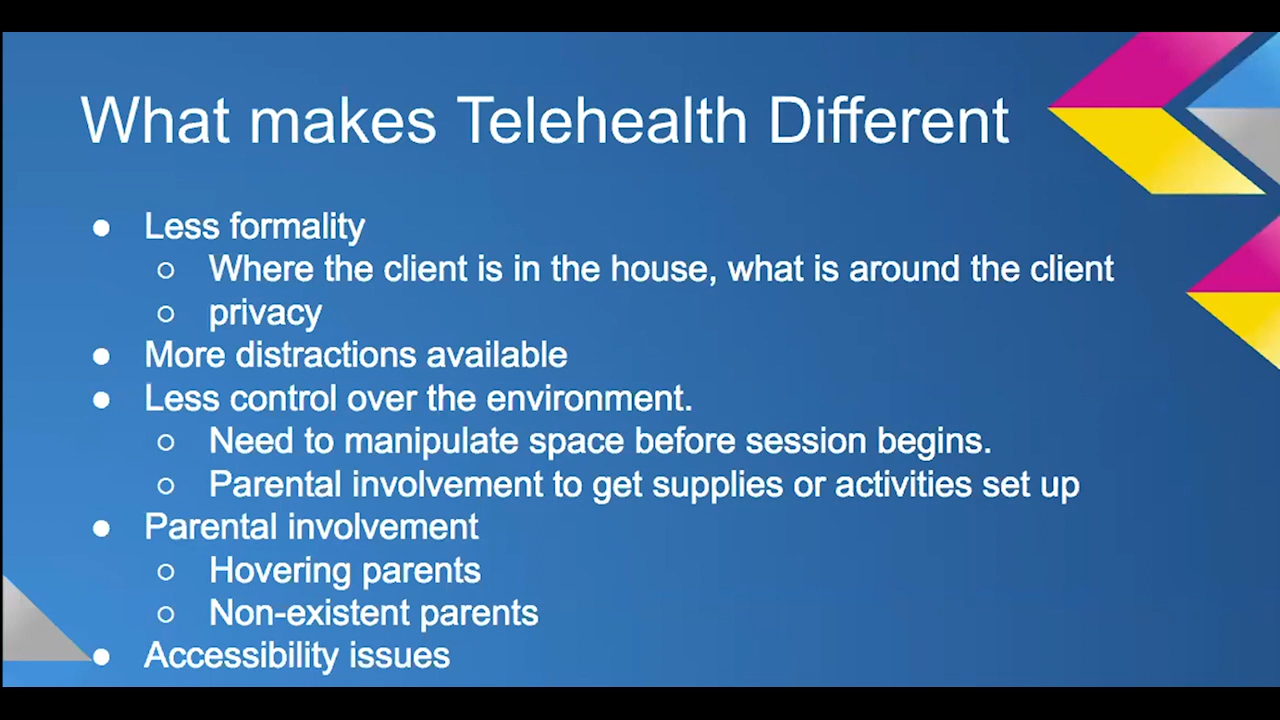 What makes Telehealth Different
● Less formality
○ Where the client is in the house, what is around the client
○ privacy
● More distractions available
● Less control over the environment.
○ Need to manipulate space before session begins.
○ Parental involvement to get supplies or activities set up
● Parental involvement
○ Hovering parents
○ Non-existent parents
● Accessibility issues